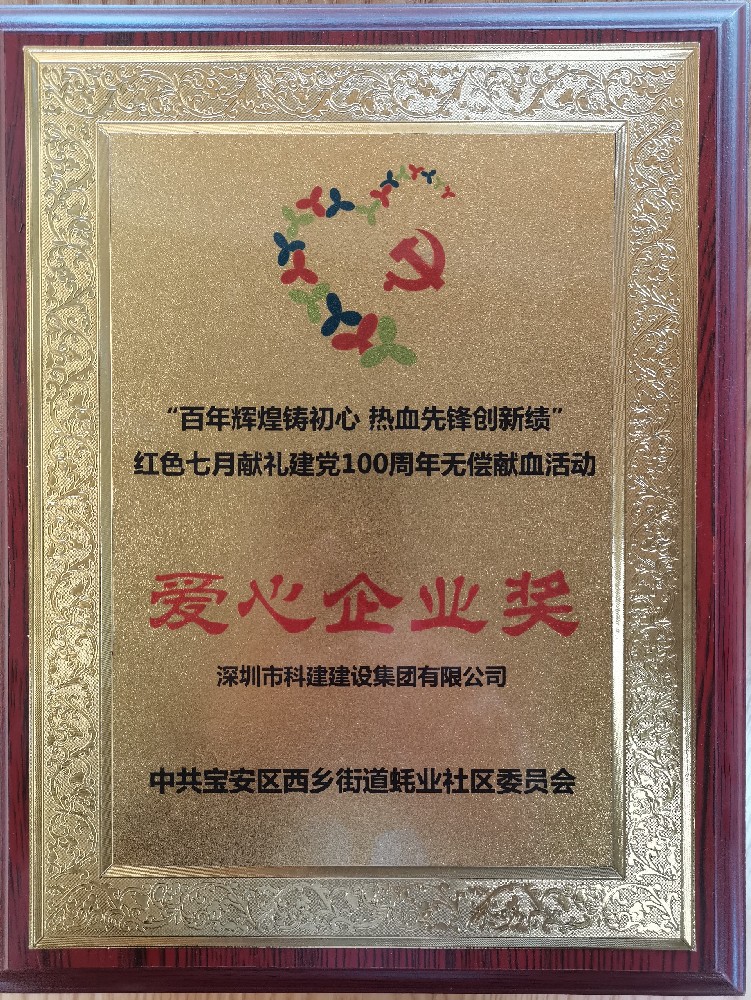 “百年辉煌铸初心 热血先锋创新绩”
红色七月献礼建党100周年无偿献血活动
爱心企业奖
深圳市科建建设集团有限公司
中共宝安区西乡街道蚝业社区委员会